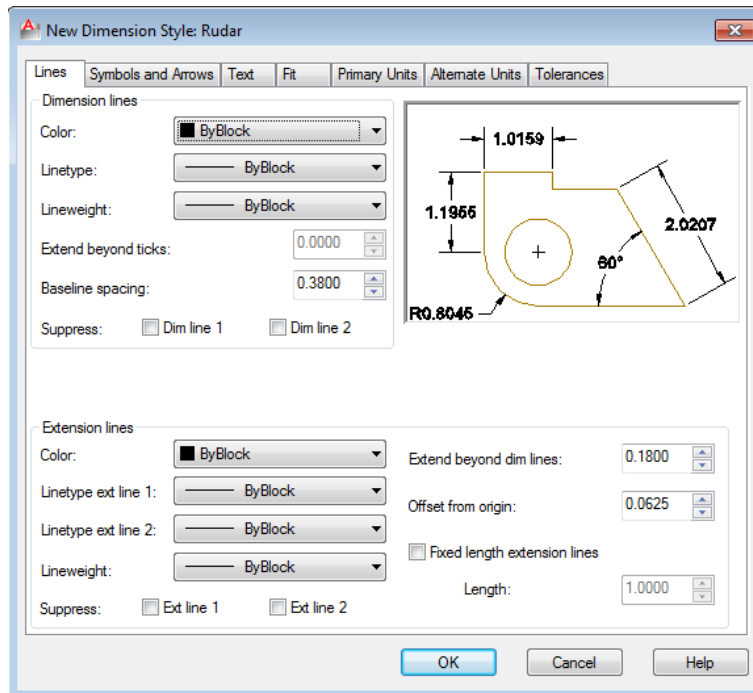 New Dimension Style: Rudar
Lines Symbols and Arrows Text Fit Primary Units Alternate Units Tolerances
Dimension lines
Color: ByBlock
Linetype: ByBlock
Lineweight: ByBlock
Extend beyond ticks: 0.0000
Baseline spacing: 0.3800
Suppress: Dim line 1 Dim line 2
1.0159
1.1955
2.0207
60°
R0.8045
Extension lines
Color: ByBlock
Linetype ext line 1: ByBlock
Linetype ext line 2: ByBlock
Lineweight: ByBlock
Suppress: Ext line 1 Ext line 2
Extend beyond dim lines: 0.1800
Offset from origin: 0.0625
Fixed length extension lines
Length: 1.0000
OK Cancel Help